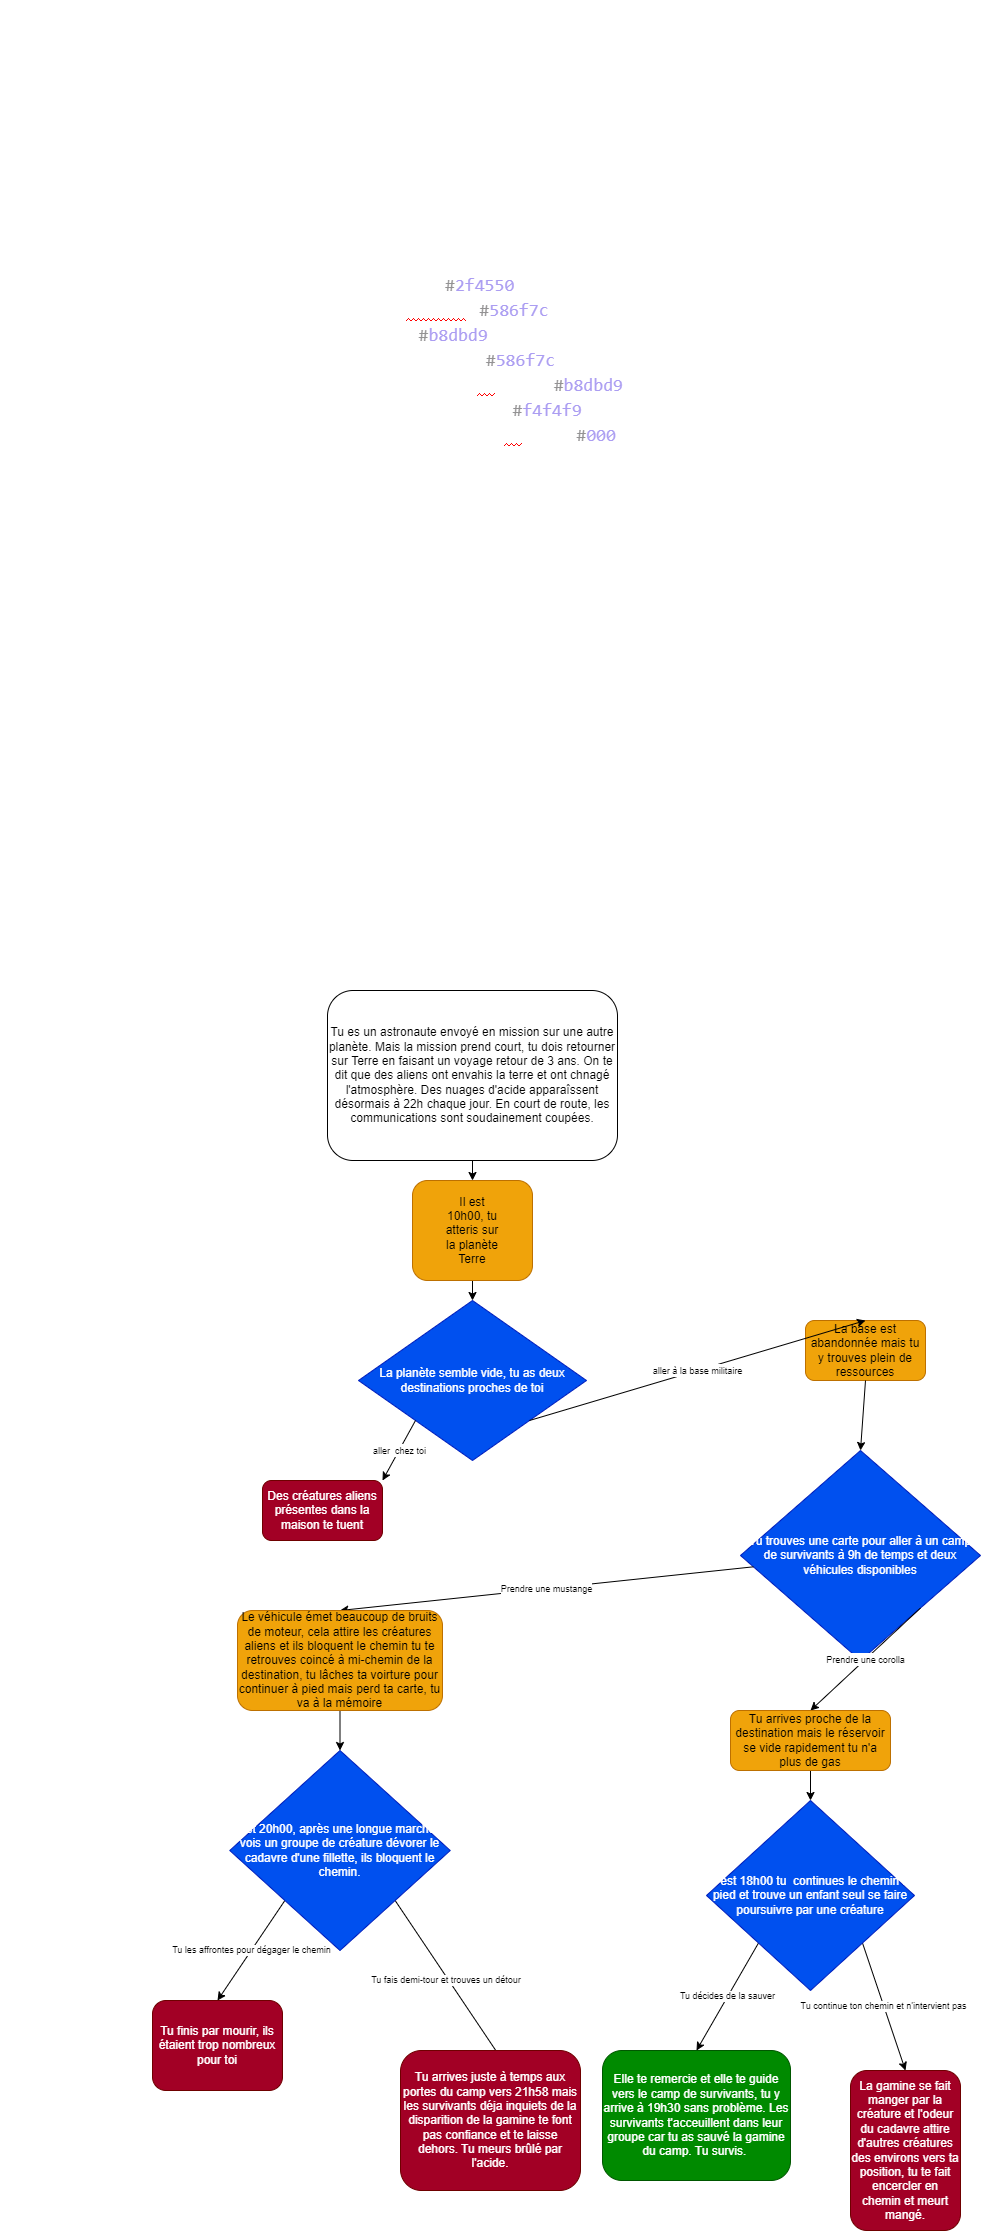 #2f4550
#586f7c
#b8dbd9
#586f7c
#b8dbd9
#f4f4f9
#000
Tu es un astronaute envoyé en mission sur une autre
planète. Mais la mission prend court, tu dois retourner
sur Terre en faisant un voyage retour de 3 ans. On te
dit que des aliens ont envahis la terre et ont chnagé
l'atmosphère. Des nuages d'acide apparaîssent
désormais à 22h chaque jour. En court de route, les
communications sont soudainement coupées.
Il est
10h00, tu
atteris sur
la planète
Terre
La planète semble vide, tu as deux
destinations proches de toi
aller à la base militaire
La base est
abandonnée mais tu
y trouves plein de
ressources
aller chez toi
Des créatures aliens
présentes dans la
maison te tuent
trouves une carte pour aller à un camp
de survivants à 9h de temps et deux
véhicules disponibles
Prendre une mustange
Le véhicule émet beaucoup de bruits
de moteur, cela attire les créatures
aliens et ils bloquent le chemin tu te
retrouves coincé à mi-chemin de la
destination, tu lâches ta voirture pour
continuer à pied mais perd ta carte, tu
va à la mémoire
Prendre une corolla
Tu arrives proche de la
destination mais le réservoir
se vide rapidement tu n'a
plus de gas
20h00, après une longue marche
vois un groupe de créature dévorer le
cadavre d'une fillette, ils bloquent le
chemin.
est 18h00 tu continues le chemin
pied et trouve un enfant seul se faire
poursuivre par une créature
Tu les affrontes pour dégager le chemin
Tu fais demi-tour et trouves un détour
Tu décides de la sauver
Tu continue ton chemin et n'intervient pas
Tu finis par mourir, ils
étaient trop nombreux
pour toi
Tu arrives juste à temps aux
portes du camp vers 21h58 mais
les survivants déja inquiets de la
disparition de la gamine te font
pas confiance et te laisse
dehors. Tu meurs brûlé par
l'acide.
Elle te remercie et elle te guide
vers le camp de survivants, tu y
arrive à 19h30 sans problème. Les
survivants t'acceuillent dans leur
groupe car tu as sauvé la gamine
du camp. Tu survis.
La gamine se fait
manger par la
créature et l'odeur
du cadavre attire
d'autres créatures
des environs vers ta
position, tu te fait
encercler en
chemin et meurt
mangé.